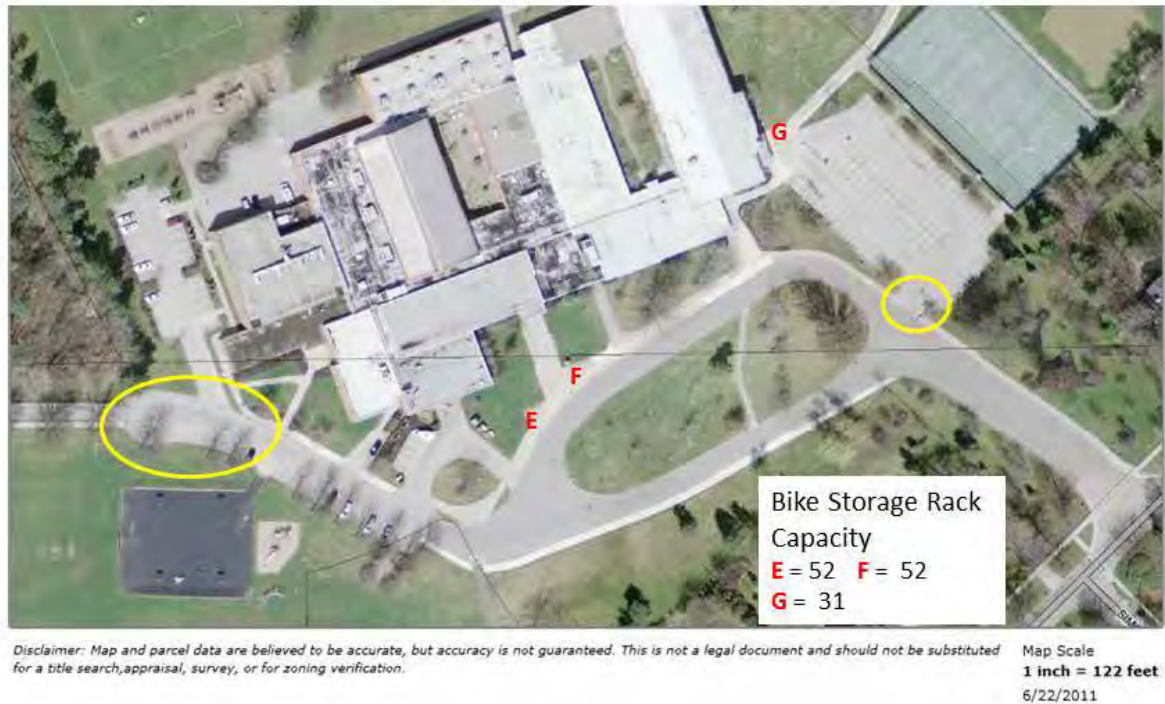 G
F
E
Bike Storage Rack
Capacity
E = 52 F = 52
G = 31
Disclaimer: Map and parcel data are believed to be accurate, but accuracy is not guaranteed. This is not a legal document and should not be substituted
for a title search,appraisal, survey, or for zoning verification.
Map Scale
1 inch = 122 feet
6/22/2011